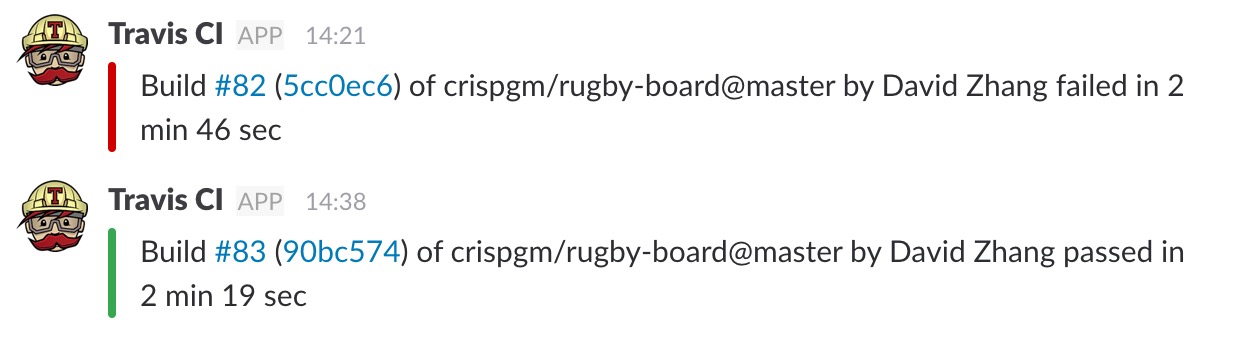 Travis CI APP 14:21
Build #82 (5cc0ec6) of crispgm/rugby-board@master by David Zhang failed in 2
min 46 sec
Travis CI APP 14:38
Build #83 (90bc574) of crispgm/rugby-board@master by David Zhang passed in
2 min 19 sec